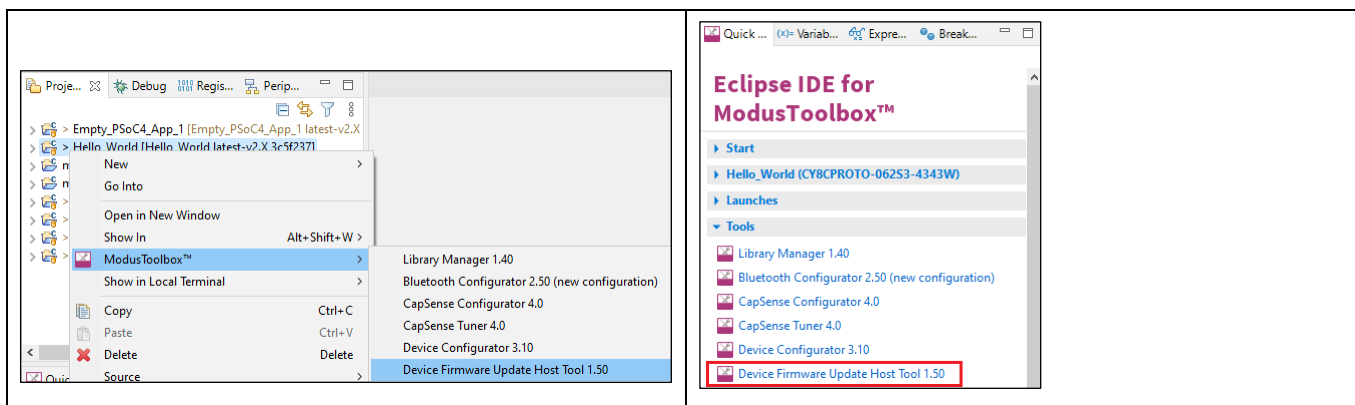 Proje... Debug Regis... Perip...
> Empty_PSoC4_App_1 [Empty_PSoC4_App_1 latest-v2.X
> Hello_World [Hello_World latest-v2.X 3c5f237]
New
Go Into
Open in New Window
Show In Alt+Shift+W >
ModusToolbox™
Show in Local Terminal
Copy Ctrl+C
Paste Ctrl+V
Delete Delete
Source
Library Manager 1.40
Bluetooth Configurator 2.50 (new configuration)
CapSense Configurator 4.0
CapSense Tuner 4.0
Device Configurator 3.10
Device Firmware Update Host Tool 1.50
Quick ... (x)= Variab... Expre... Break...
Eclipse IDE for
ModusToolbox™
Start
Hello_World (CY8CPROTO-062S3-4343W)
Launches
Tools
Library Manager 1.40
Bluetooth Configurator 2.50 (new configuration)
CapSense Configurator 4.0
CapSense Tuner 4.0
Device Configurator 3.10
Device Firmware Update Host Tool 1.50